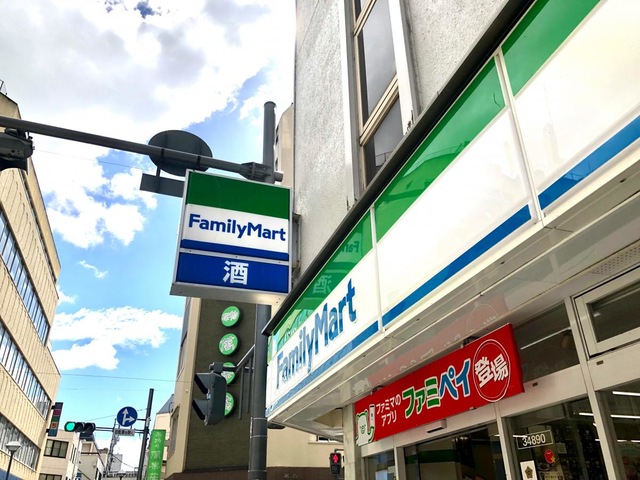 FamilyMart
酒
FamilyMart
ファミマの
アプリ
ファミペイ
登場
34890